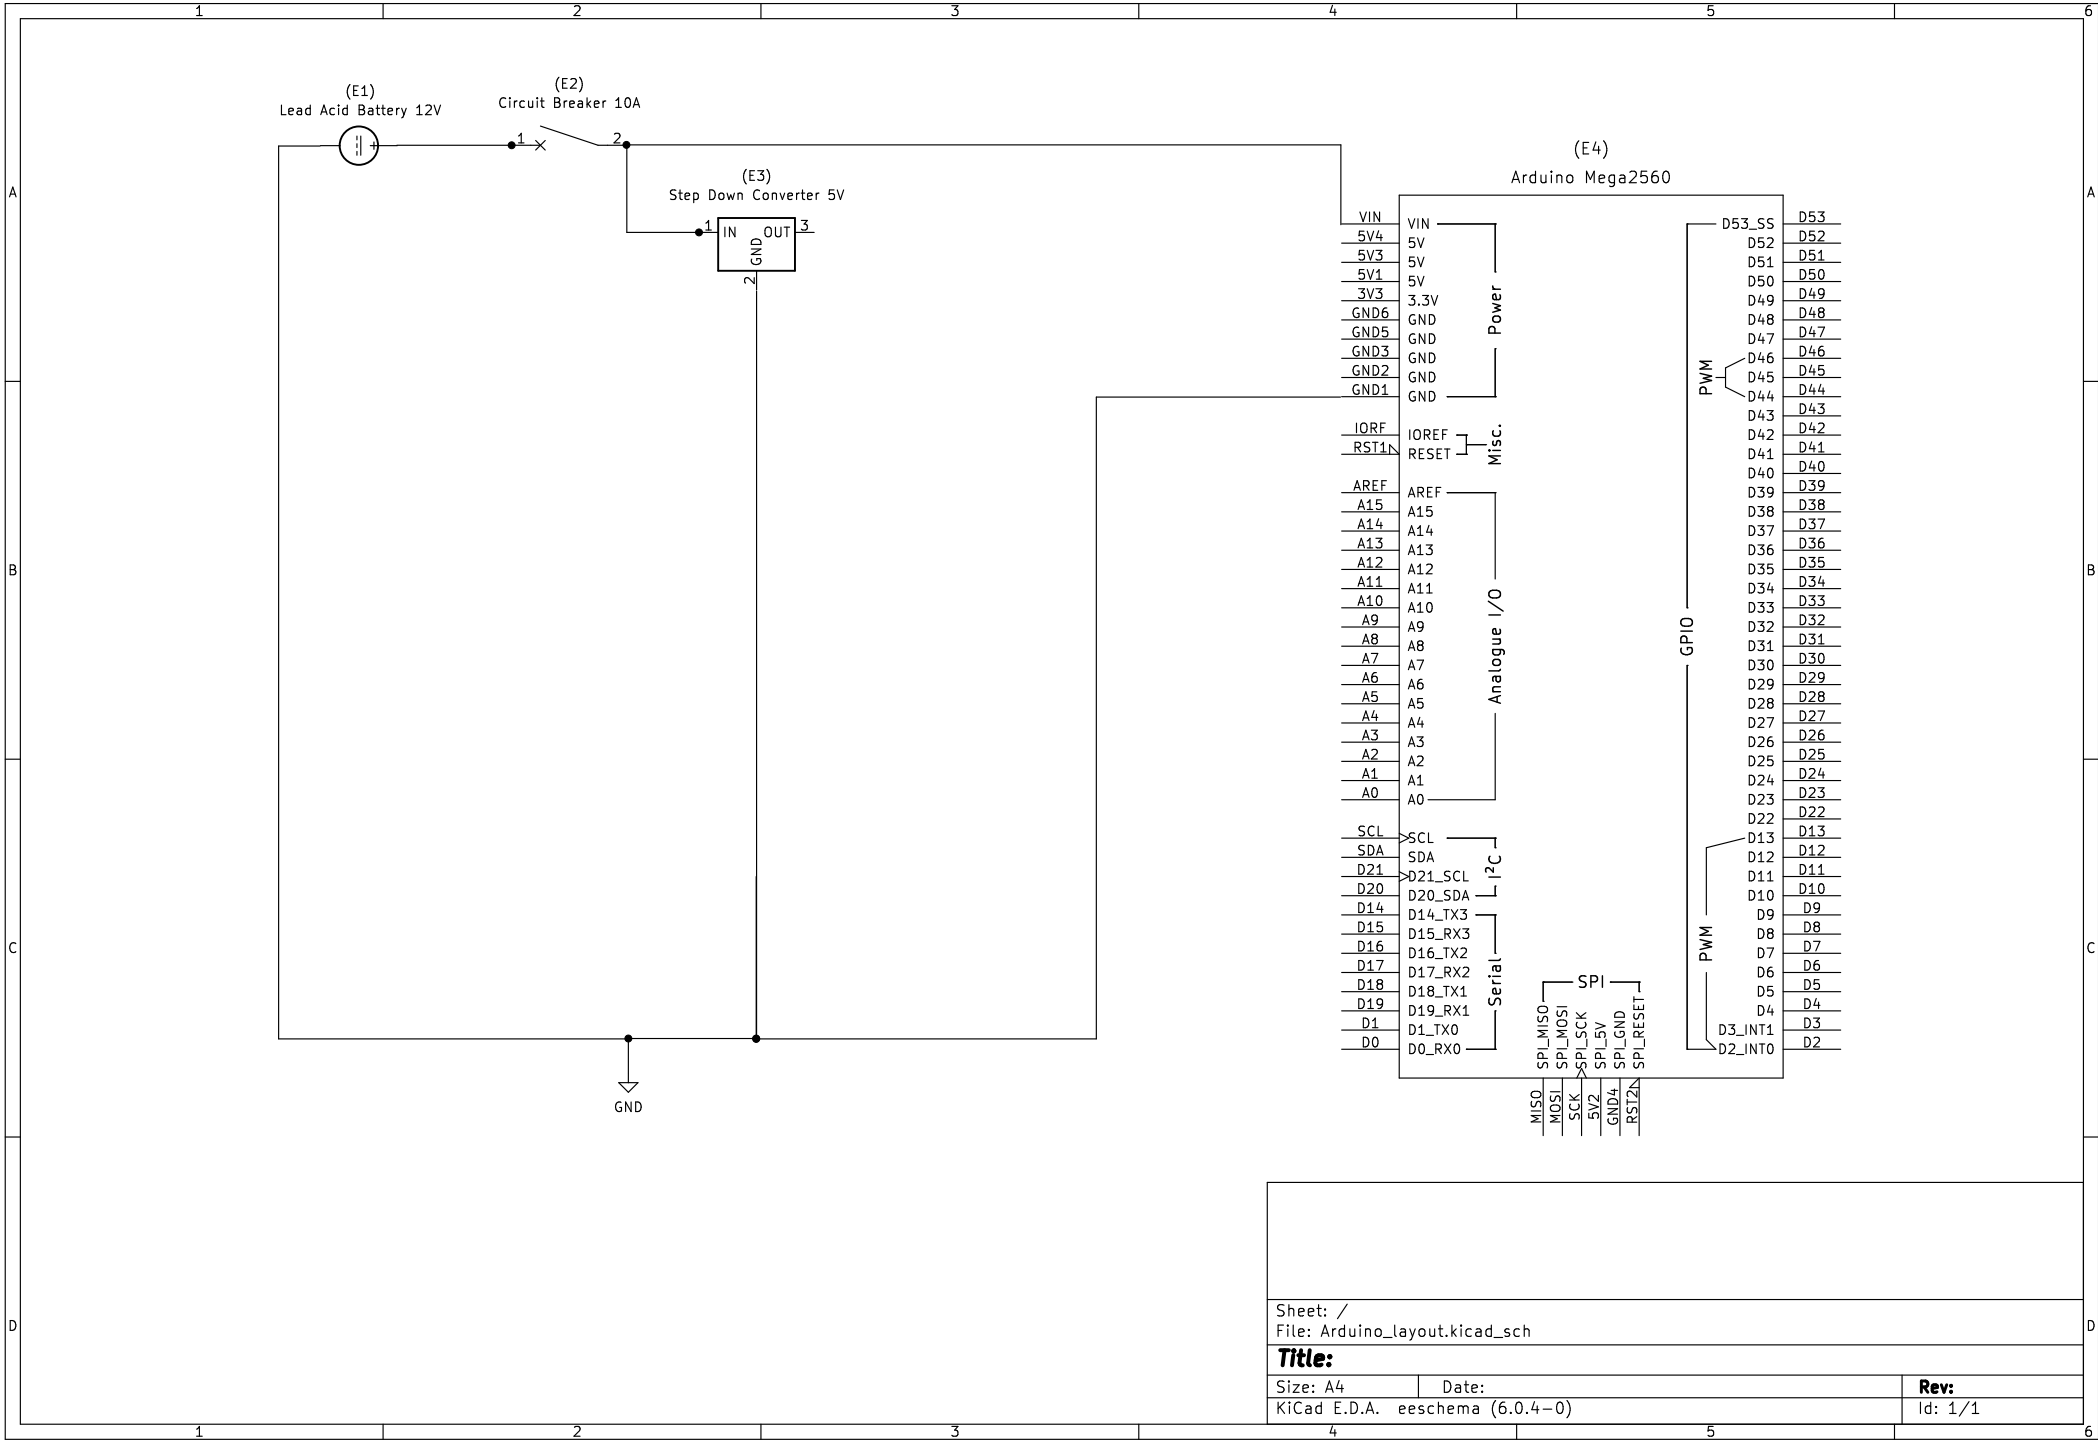 1 2 3 4 5 6
(E1)
Lead Acid Battery 12V
(E2)
Circuit Breaker 10A
1 2
+
(E3)
Step Down Converter 5V
1 IN OUT 3
GND
2
(E4)
Arduino Mega2560
A A
VIN VIN D53_SS D53
5V4 5V D52 D52
5V3 5V D51 D51
5V1 5V D50 D50
3V3 3.3V D49 D49
GND6 GND D48 D48
GND5 GND D47 D47
GND3 GND D46 D46
GND2 GND D45 D45
GND1 GND D44 D44
Power
PWM
D43 D43
IORF IOREF D42 D42
RST1 RESET D41 D41
Misc.
D40 D40
AREF AREF D39 D39
A15 A15 D38 D38
A14 A14 D37 D37
A13 A13 D36 D36
B B
A12 A12 D35 D35
A11 A11 D34 D34
A10 A10 D33 D33
A9 A9 D32 D32
A8 A8 D31 D31
A7 A7 D30 D30
A6 A6 D29 D29
A5 A5 D28 D28
A4 A4 D27 D27
A3 A3 D26 D26
A2 A2 D25 D25
A1 A1 D24 D24
A0 A0 D23 D23
Analogue I/O
GPIO
D22 D22
SCL SCL D13 D13
SDA SDA D12 D12
D21 D21_SCL D11 D11
D20 D20_SDA D10 D10
I²C
D14 D14_TX3 D9 D9
D15 D15_RX3 D8 D8
C C
D16 D16_TX2 D7 D7
D17 D17_RX2 D6 D6
D18 D18_TX1 D5 D5
D19 D19_RX1 D4 D4
D1 D1_TX0 D3_INT1 D3
D0 D0_RX0 D2_INT0 D2
Serial
PWM
SPI
SPI_MISO
SPI_MOSI
SPI_SCK
SPI_5V
SPI_GND
SPI_RESET
MISO
MOSI
SCK
5V2
GND4
RST2
GND
D D
Sheet: /
File: Arduino_layout.kicad_sch
Title:
Size: A4 Date: Rev:
KiCad E.D.A. eeschema (6.0.4-0) Id: 1/1
1 2 3 4 5 6